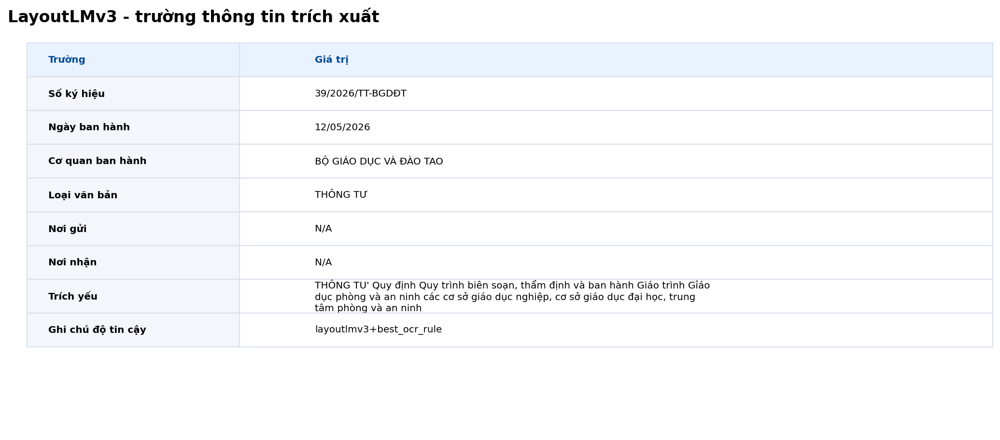 LayoutLMv3 - trường thông tin trích xuất
Trường Giá trị
Số ký hiệu 39/2026/TT-BGDĐT
Ngày ban hành 12/05/2026
Cơ quan ban hành BỘ GIÁO DỤC VÀ ĐÀO TAO
Loại văn bản THÔNG TƯ
Nơi gửi N/A
Nơi nhận N/A
Trích yếu THÔNG TU' Quy định Quy trình biên soạn, thẩm định và ban hành Giáo trình Giảo
dục phòng và an ninh các cơ sở giáo dục nghiệp, cơ sở giáo dục đại học, trung
tâm phòng và an ninh
Ghi chú độ tin cậy layoutlmv3+best_ocr_rule